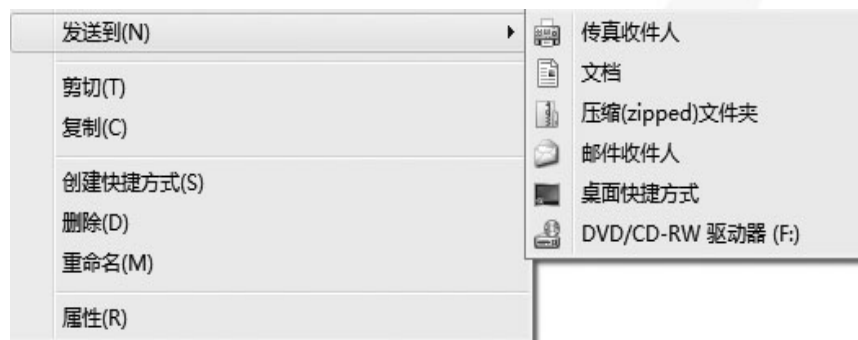 发送到(N)
剪切(T)
复制(C)
创建快捷方式(S)
删除(D)
重命名(M)
属性(R)
传真收件人
文档
压缩(zipped)文件夹
邮件收件人
桌面快捷方式
DVD/CD-RW 驱动器 (F:)